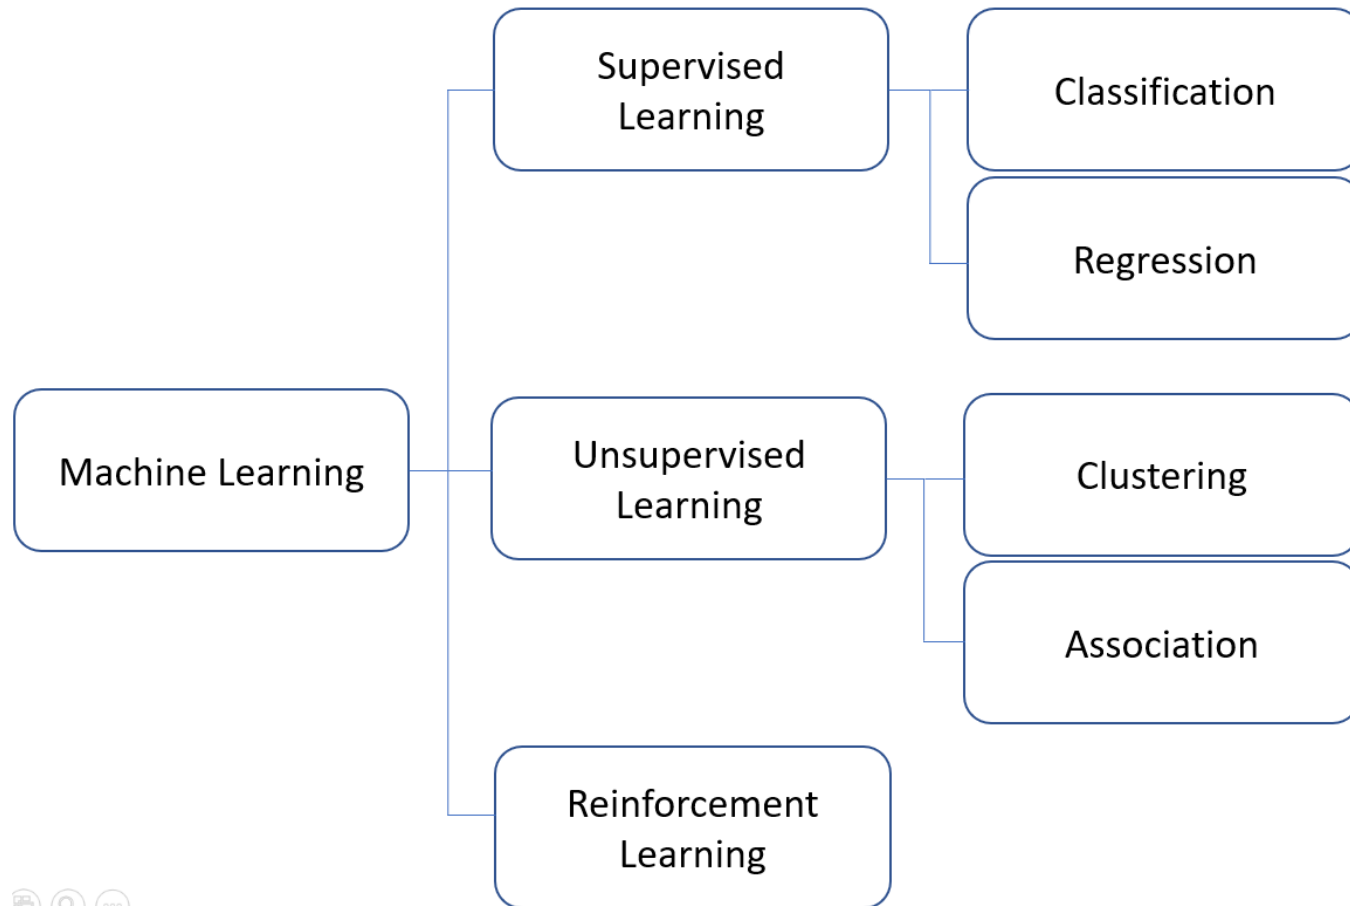 Supervised
Learning
Classification
Regression
Machine Learning
Unsupervised
Learning
Clustering
Association
Reinforcement
Learning